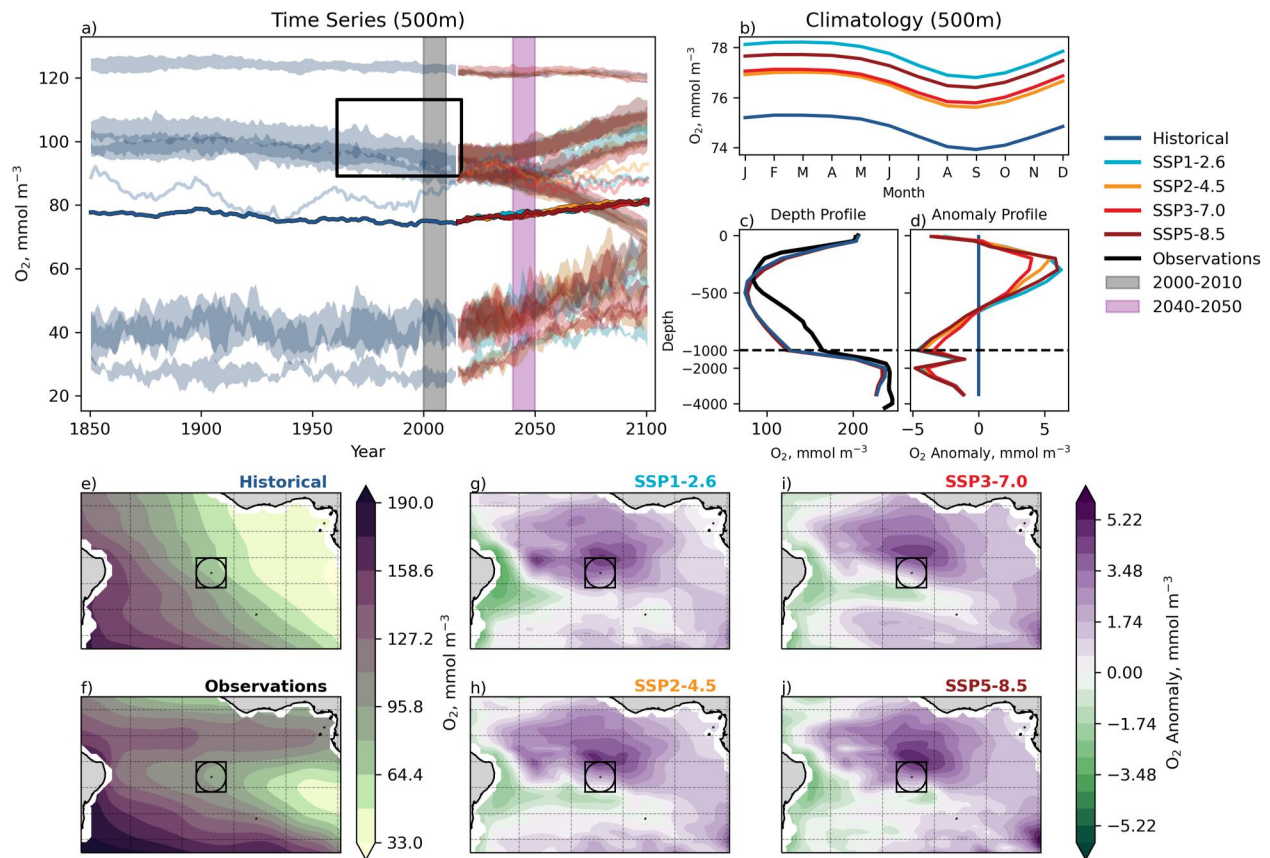 Time Series (500m)
a)
O2, mmol m−3
120
100
80
60
40
20
1850
1900
1950
2000
2050
2100
Year
Climatology (500m)
b)
O2, mmol m−3
78
76
74
J F M A M J J A S O N D
Month
c) Depth Profile
Depth
0
−500
−1000
−2000
−4000
100
200
O2, mmol m−3
d) Anomaly Profile
−5
0
5
O2 Anomaly, mmol m−3
Historical
SSP1-2.6
SSP2-4.5
SSP3-7.0
SSP5-8.5
Observations
2000-2010
2040-2050
e) Historical
f) Observations
190.0
158.6
127.2
95.8
64.4
33.0
O2, mmol m−3
g) SSP1-2.6
h) SSP2-4.5
i) SSP3-7.0
j) SSP5-8.5
5.22
3.48
1.74
0.00
−1.74
−3.48
−5.22
O2 Anomaly, mmol m−3